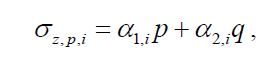 σ_{z,p,i} = α_{1,i} p + α_{2,i} q ,